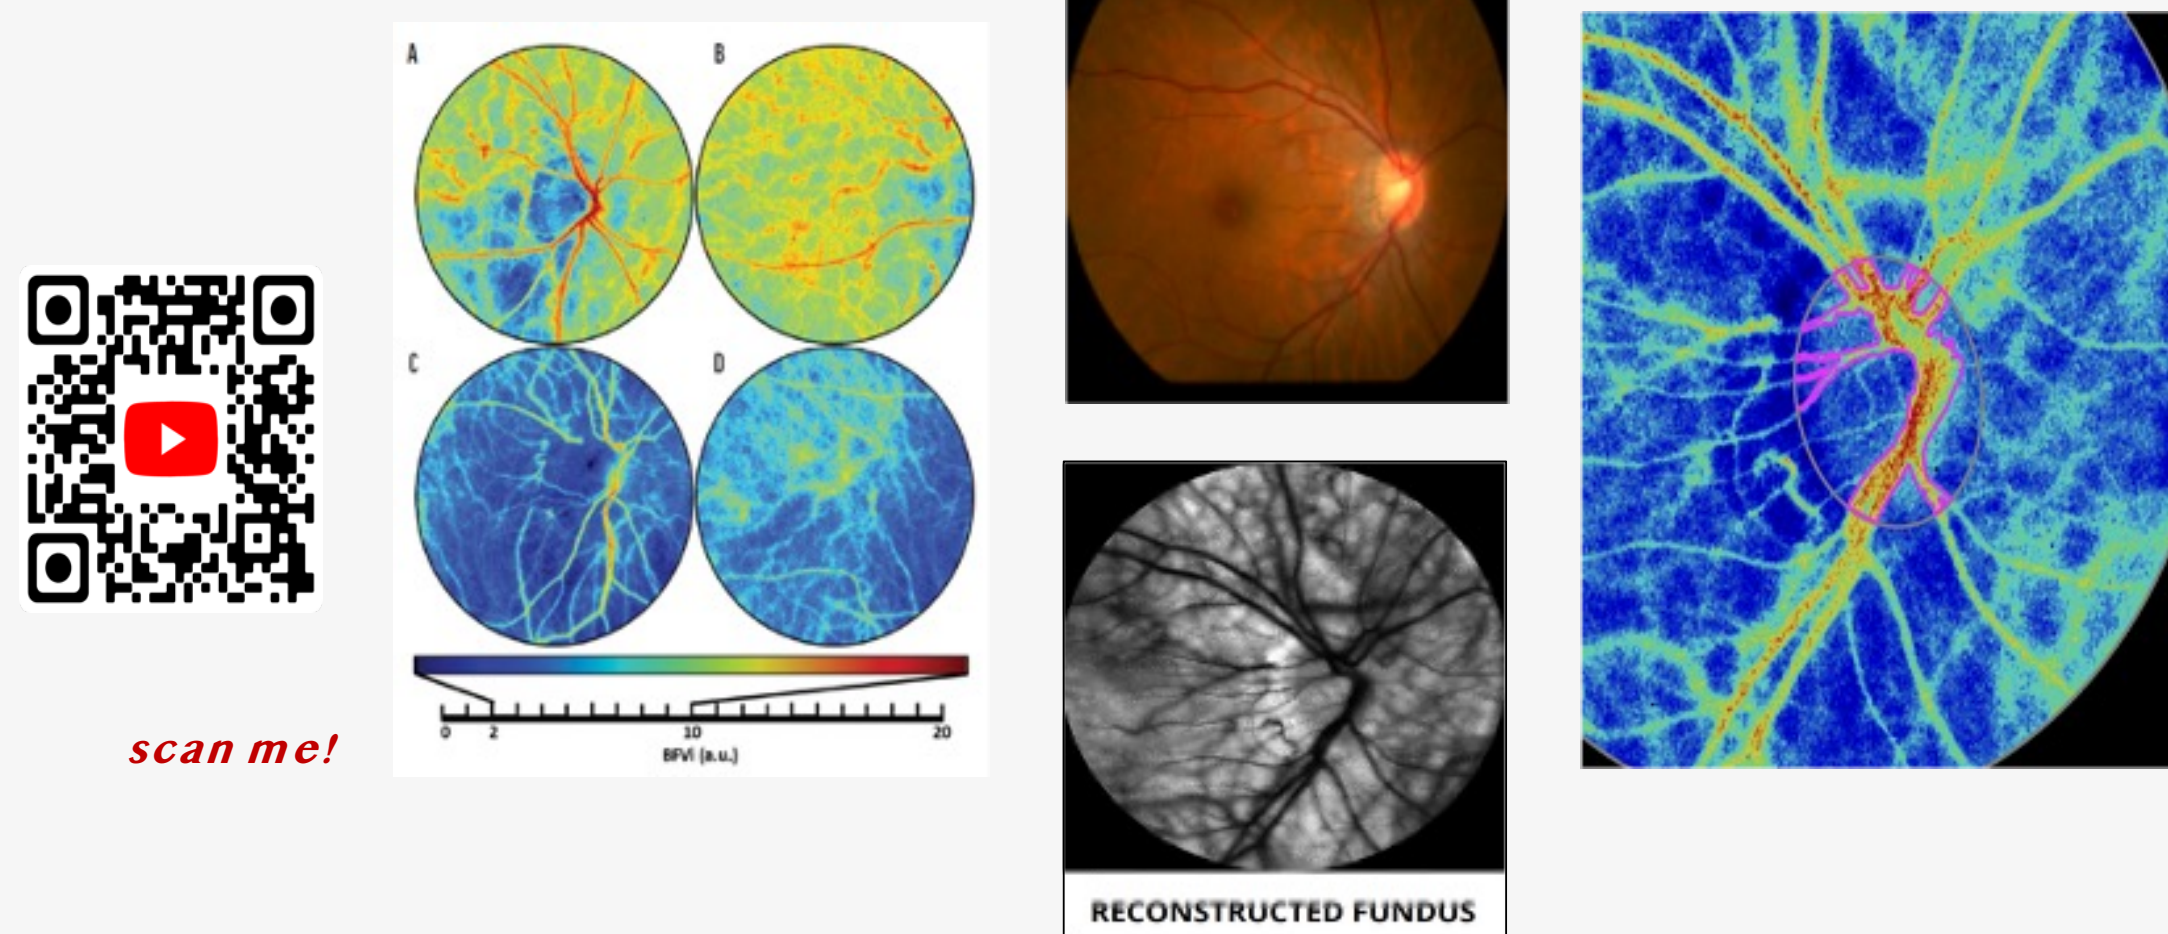 A
B
C
D
0 2 10 20
BFVi (a.u.)
scan me!
RECONSTRUCTED FUNDUS